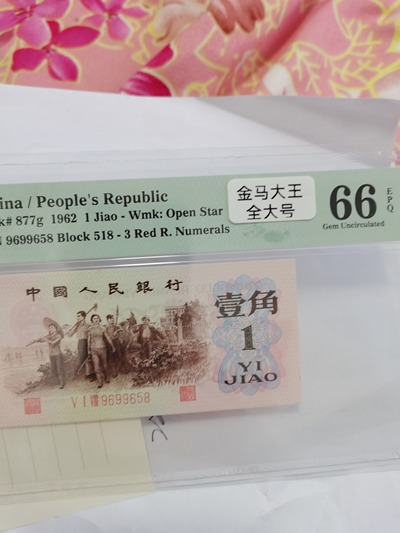 ina / People's Republic
k# 877g 1962 1 Jiao - Wmk: Open Star
9699658 Block 518 - 3 Red R. Numerals
金马大王
全大号
66 EPQ
Gem Uncirculated
中國人民銀行
壹角
1
YI
JIAO
VI VIII 9699658